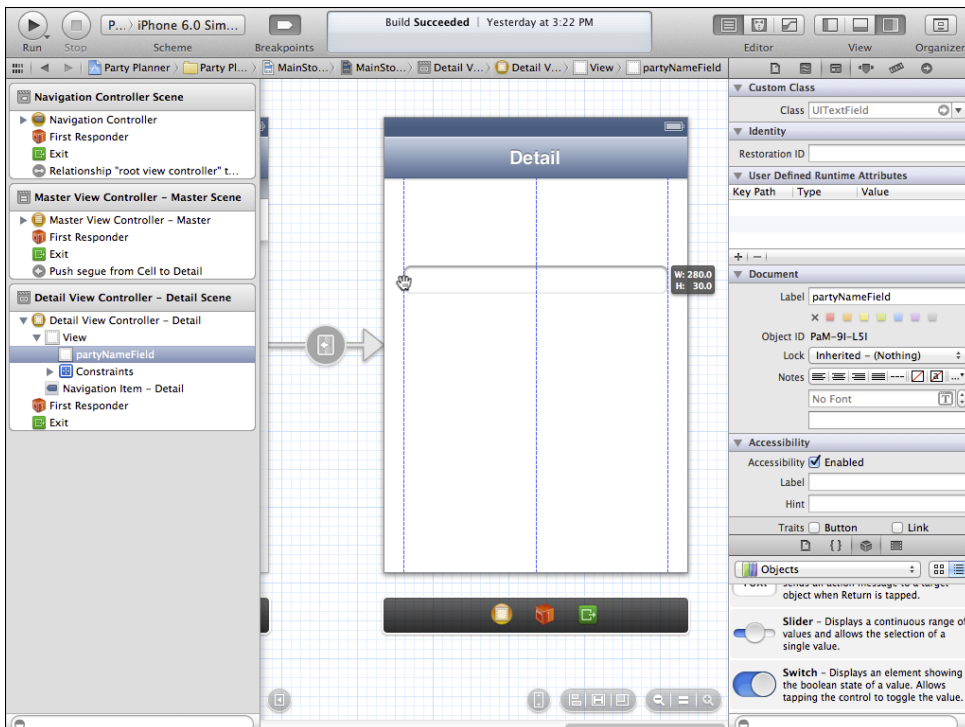 P...⟩ iPhone 6.0 Sim...
Build Succeeded | Yesterday at 3:22 PM
Run Stop Scheme Breakpoints Editor View Organizer
Party Planner Party Pl... MainSto... MainSto... Detail V... Detail V... View partyNameField
Navigation Controller Scene
Navigation Controller
First Responder
Exit
Relationship "root view controller" t...
Master View Controller – Master Scene
Master View Controller – Master
First Responder
Exit
Push segue from Cell to Detail
Detail View Controller – Detail Scene
Detail View Controller – Detail
View
partyNameField
Constraints
Navigation Item – Detail
First Responder
Exit
Detail
W: 280.0
H: 30.0
Custom Class
Class UITextField
Identity
Restoration ID
User Defined Runtime Attributes
Key Path Type Value
Document
Label partyNameField
Object ID PaM-9I-L5I
Lock Inherited – (Nothing)
Notes
No Font
Accessibility
Accessibility Enabled
Label
Hint
Traits Button Link
{}
Objects
sends an action message to a target
object when Return is tapped.
Slider – Displays a continuous range of
values and allows the selection of a
single value.
Switch – Displays an element showing
the boolean state of a value. Allows
tapping the control to toggle the value.